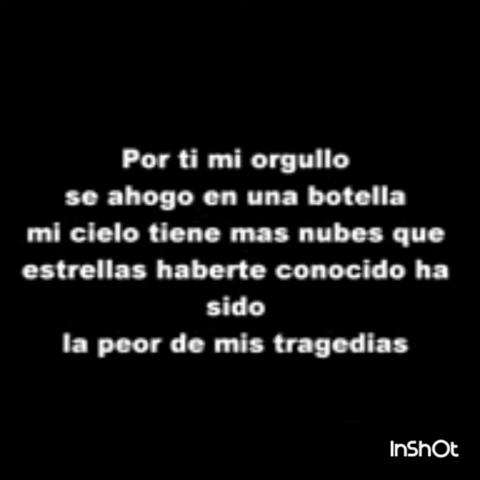 Por ti mi orgullo
se ahogo en una botella
mi cielo tiene mas nubes que
estrellas haberte conocido ha
sido
la peor de mis tragedias
InShOt